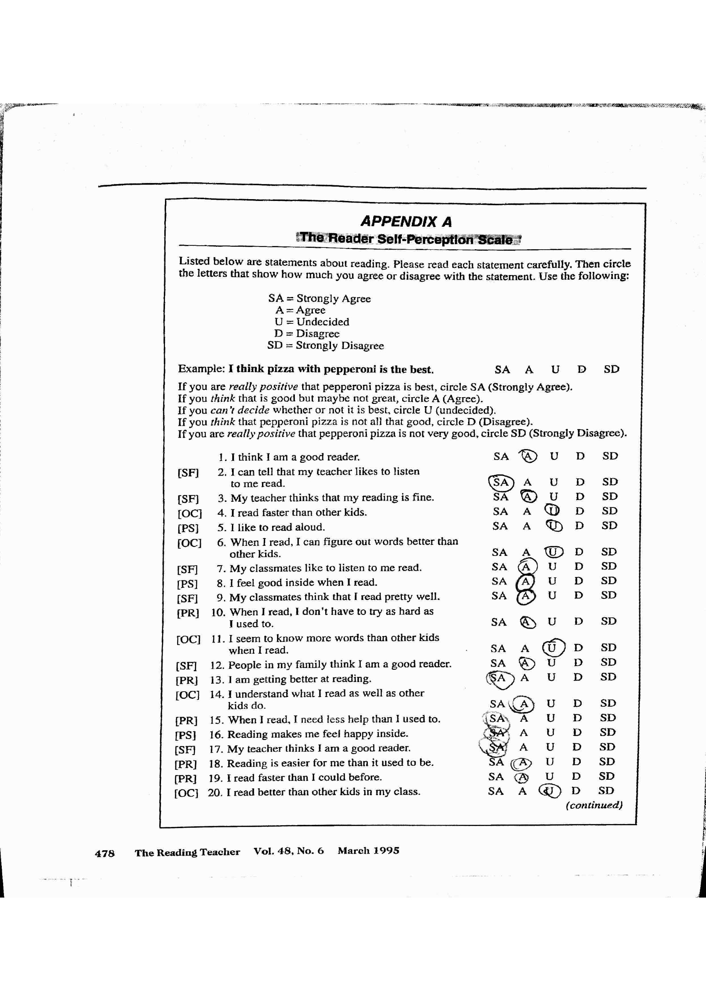 APPENDIX A
The Reader Self-Perception Scale
Listed below are statements about reading. Please read each statement carefully. Then circle
the letters that show how much you agree or disagree with the statement. Use the following:
SA = Strongly Agree
A = Agree
U = Undecided
D = Disagree
SD = Strongly Disagree
Example: I think pizza with pepperoni is the best. SA A U D SD
If you are really positive that pepperoni pizza is best, circle SA (Strongly Agree).
If you think that is good but maybe not great, circle A (Agree).
If you can't decide whether or not it is best, circle U (undecided).
If you think that pepperoni pizza is not all that good, circle D (Disagree).
If you are really positive that pepperoni pizza is not very good, circle SD (Strongly Disagree).
1. I think I am a good reader. SA A U D SD
[SF] 2. I can tell that my teacher likes to listen
to me read. SA A U D SD
[SF] 3. My teacher thinks that my reading is fine. SA A U D SD
[OC] 4. I read faster than other kids. SA A U D SD
[PS] 5. I like to read aloud. SA A U D SD
[OC] 6. When I read, I can figure out words better than
other kids. SA A U D SD
[SF] 7. My classmates like to listen to me read. SA A U D SD
[PS] 8. I feel good inside when I read. SA A U D SD
[SF] 9. My classmates think that I read pretty well. SA A U D SD
[PR] 10. When I read, I don't have to try as hard as
I used to. SA A U D SD
[OC] 11. I seem to know more words than other kids
when I read. SA A U D SD
[SF] 12. People in my family think I am a good reader. SA A U D SD
[PR] 13. I am getting better at reading. SA A U D SD
[OC] 14. I understand what I read as well as other
kids do. SA A U D SD
[PR] 15. When I read, I need less help than I used to. SA A U D SD
[PS] 16. Reading makes me feel happy inside. SA A U D SD
[SF] 17. My teacher thinks I am a good reader. SA A U D SD
[PR] 18. Reading is easier for me than it used to be. SA A U D SD
[PR] 19. I read faster than I could before. SA A U D SD
[OC] 20. I read better than other kids in my class. SA A U D SD
(continued)
478 The Reading Teacher Vol. 48, No. 6 March 1995